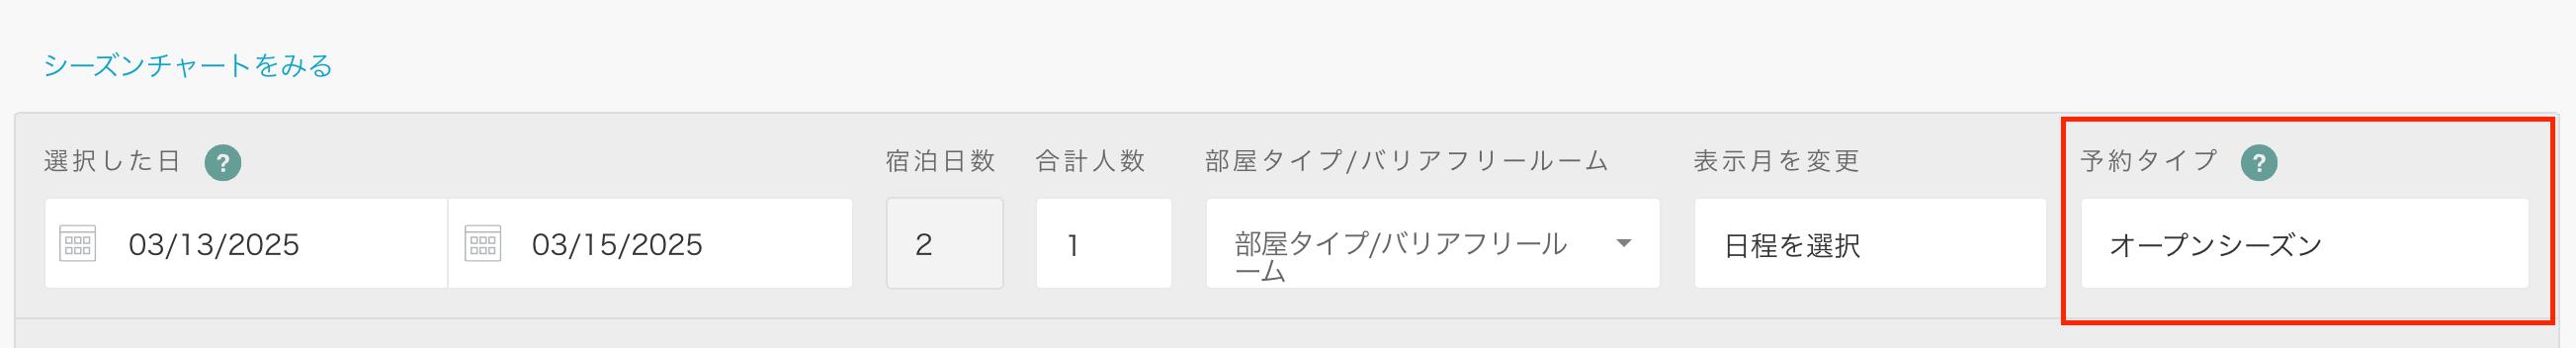 シーズンチャートをみる
選択した日 ?
宿泊日数
合計人数
部屋タイプ/バリアフリールーム
表示月を変更
予約タイプ ?
03/13/2025
03/15/2025
2
1
部屋タイプ/バリアフリール
ーム
日程を選択
オープンシーズン